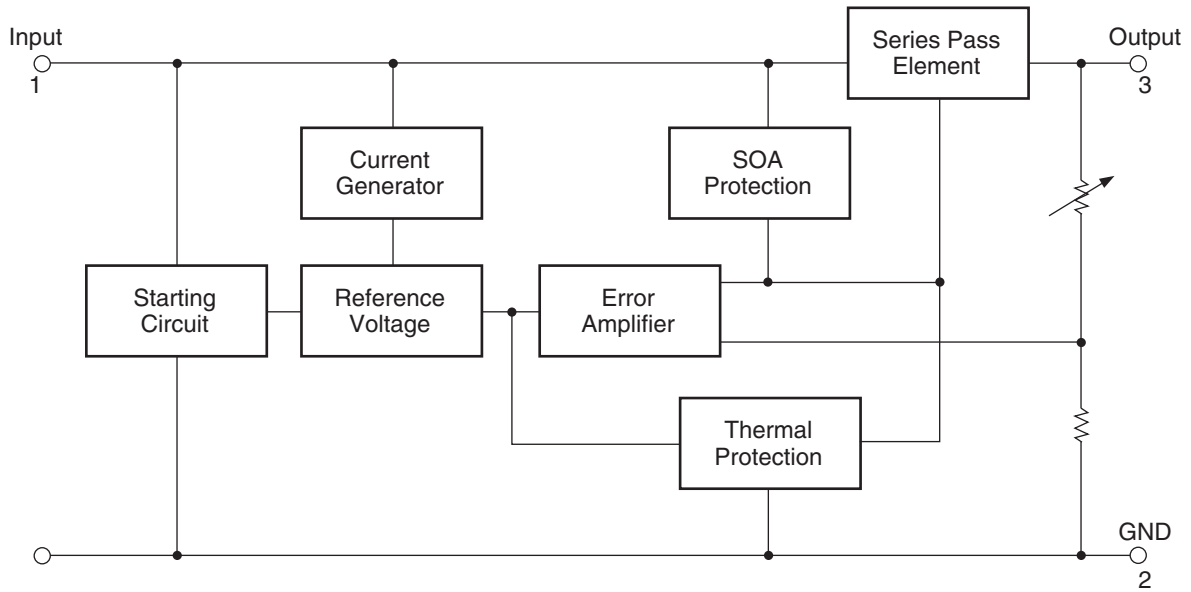 Input
1
Series Pass
Element
Output
3
Current
Generator
SOA
Protection
Starting
Circuit
Reference
Voltage
Error
Amplifier
Thermal
Protection
GND
2